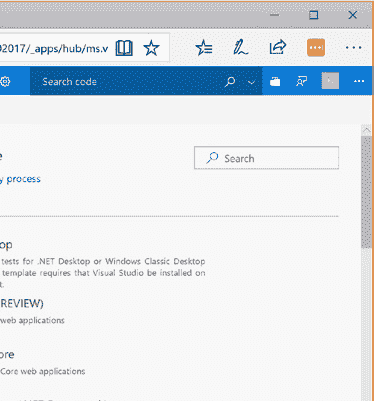 02017/_apps/hub/ms.v
Search code
e
Search
y process
op
tests for .NET Desktop or Windows Classic Desktop
template requires that Visual Studio be installed on
t.
REVIEW)
web applications
ore
Core web applications